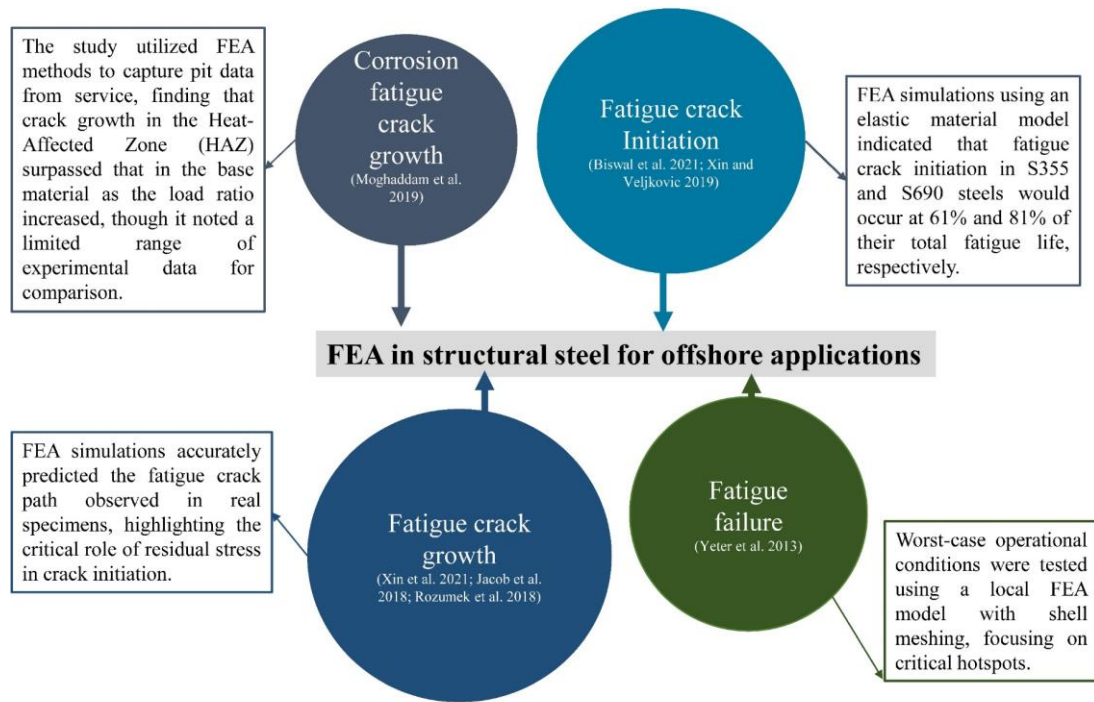 The study utilized FEA
methods to capture pit data
from service, finding that
crack growth in the Heat-
Affected Zone (HAZ)
surpassed that in the base
material as the load ratio
increased, though it noted a
limited range of
experimental data for
comparison.
Corrosion
fatigue
crack
growth
(Moghaddam et al.
2019)
Fatigue crack
Initiation
(Biswal et al. 2021; Xin and
Veljkovic 2019)
FEA simulations using an
elastic material model
indicated that fatigue
crack initiation in S355
and S690 steels would
occur at 61% and 81% of
their total fatigue life,
respectively.
FEA in structural steel for offshore applications
FEA simulations accurately
predicted the fatigue crack
path observed in real
specimens, highlighting the
critical role of residual stress
in crack initiation.
Fatigue crack
growth
(Xin et al. 2021; Jacob et al.
2018; Rozumek et al. 2018)
Fatigue
failure
(Yeter et al. 2013)
Worst-case operational
conditions were tested
using a local FEA
model with shell
meshing, focusing on
critical hotspots.